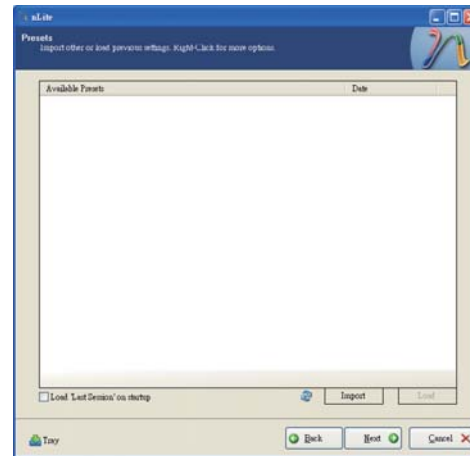 nLite
Presets
Import other or load previous settings. Right-Click for more options.
Available Presets Date
Load 'Last Session' on startup
Import Load
Tray
Back Next Cancel